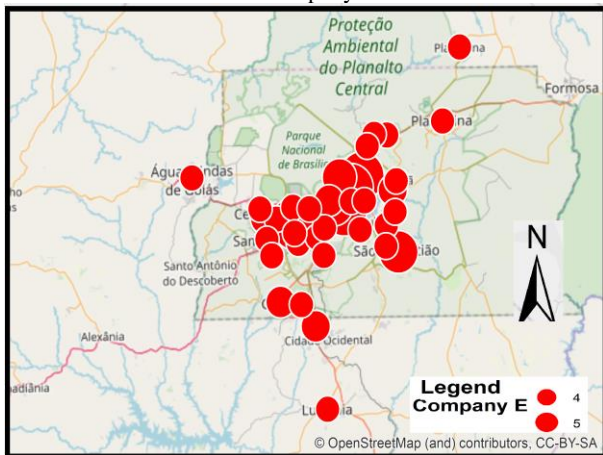 Proteção
Ambiental
do Planalto
Central
Formosa
Parque
Nacional
de Brasília
de Goiás
Santo Antônio
do Descoberto
N
Alexânia
Cidade Ocidental
Legend
Company E
4
5
© OpenStreetMap (and) contributors, CC-BY-SA